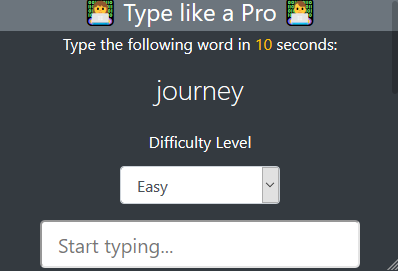 Type like a Pro
Type the following word in 10 seconds:
journey
Difficulty Level
Easy
Start typing...